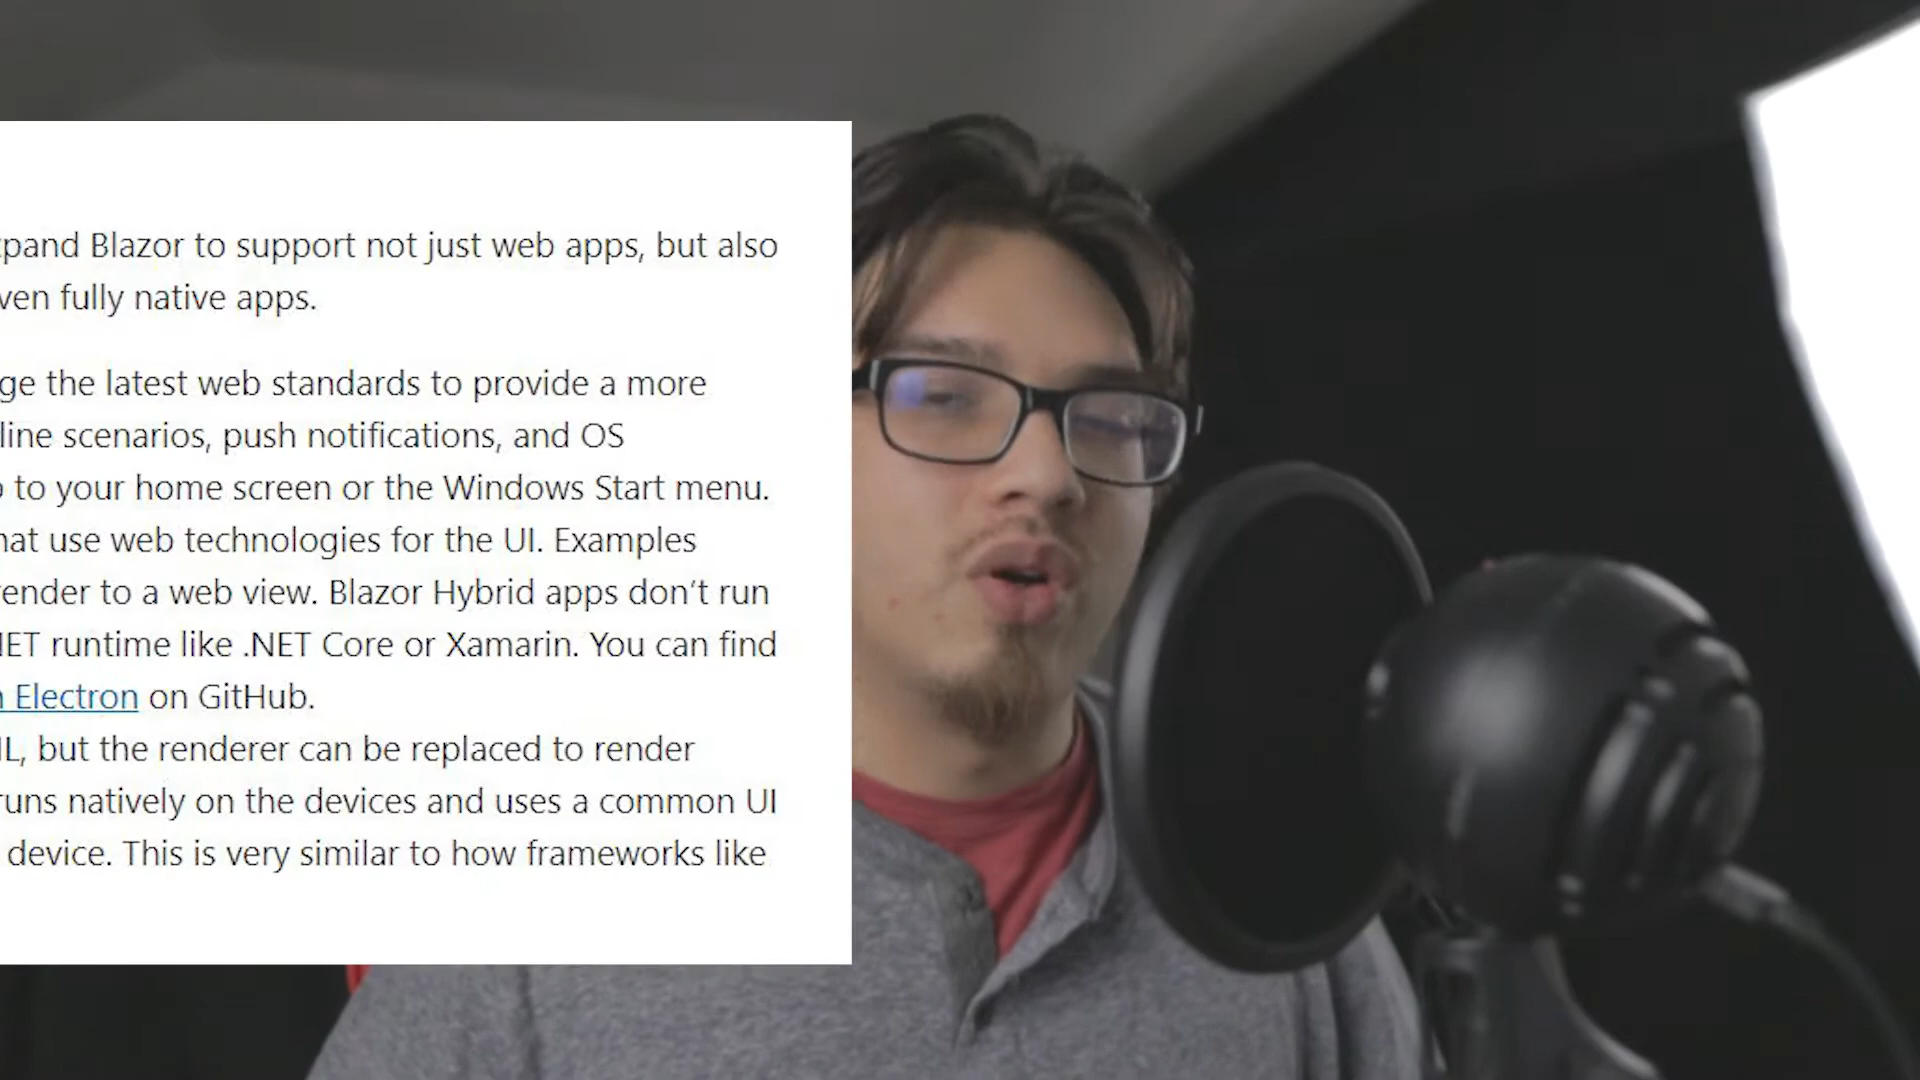 pand Blazor to support not just web apps, but also
ven fully native apps.
ge the latest web standards to provide a more
line scenarios, push notifications, and OS
to your home screen or the Windows Start menu.
hat use web technologies for the UI. Examples
render to a web view. Blazor Hybrid apps don't run
NET runtime like .NET Core or Xamarin. You can find
Electron on GitHub.
L, but the renderer can be replaced to render
runs natively on the devices and uses a common UI
device. This is very similar to how frameworks like